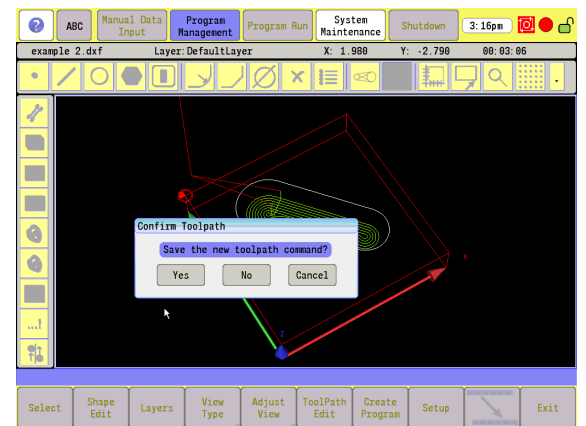 ?
ABC
Manual Data
Input
Program
Management
Program Run
System
Maintenance
Shutdown
3:16pm
example 2.dxf
Layer: DefaultLayer
X: 1.980
Y: -2.790
00:03:06
Confirm Toolpath
Save the new toolpath command?
Yes
No
Cancel
...!
X
Z
Select
Shape
Edit
Layers
View
Type
Adjust
View
ToolPath
Edit
Create
Program
Setup
Exit